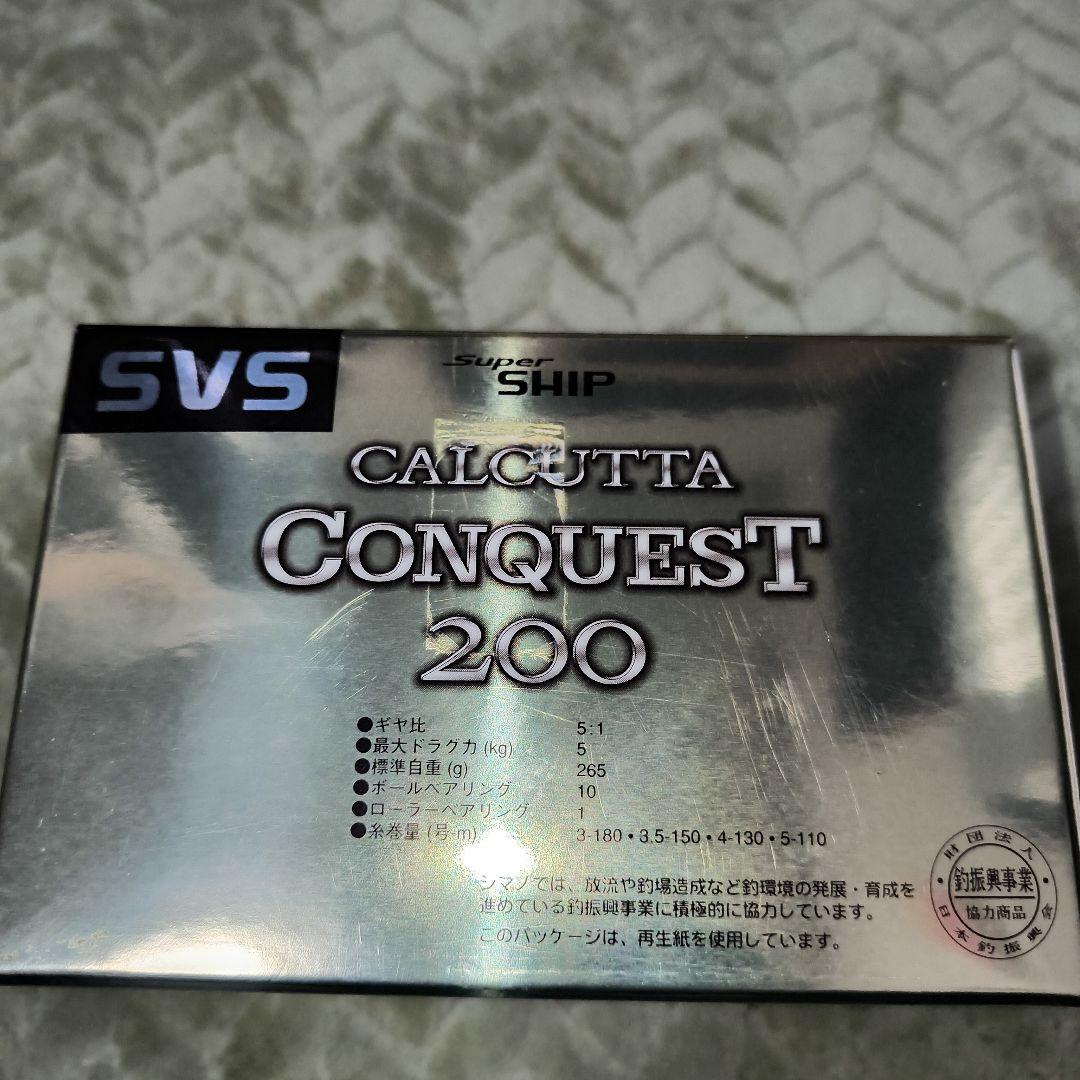 SVS
Super
SHIP
CALCUTTA
CONQUEST
200
●ギヤ比 5:1
●最大ドラグ力(kg) 5
●標準自重(g) 265
●ボールベアリング 10
●ローラーベアリング 1
●糸巻量(号-m) 3-180・3.5-150・4-130・5-110
シマノでは、放流や釣場造成など釣環境の発展・育成を
進めている釣振興事業に積極的に協力しています。
このパッケージは、再生紙を使用しています。
財団法人
釣振興事業
協力商品
日本釣振興会